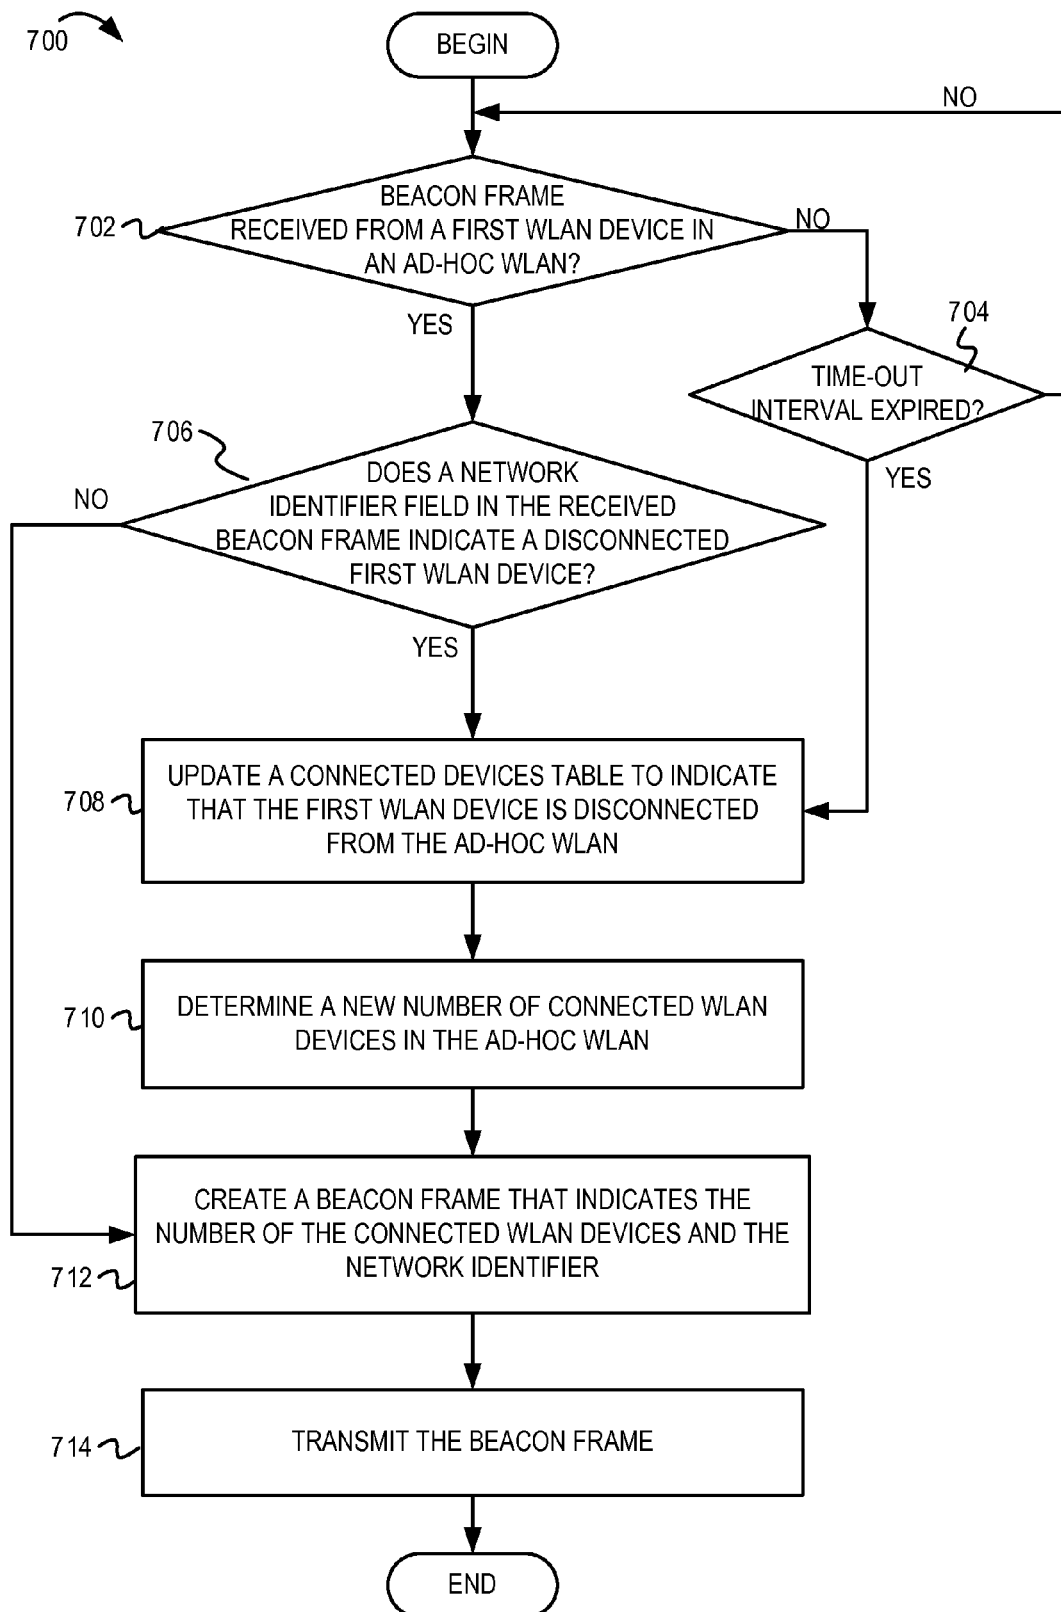 700
BEGIN
NO
BEACON FRAME
RECEIVED FROM A FIRST WLAN DEVICE IN
AN AD-HOC WLAN?
702
NO
YES
704
TIME-OUT
INTERVAL EXPIRED?
YES
706
DOES A NETWORK
IDENTIFIER FIELD IN THE RECEIVED
BEACON FRAME INDICATE A DISCONNECTED
FIRST WLAN DEVICE?
NO
YES
708
UPDATE A CONNECTED DEVICES TABLE TO INDICATE
THAT THE FIRST WLAN DEVICE IS DISCONNECTED
FROM THE AD-HOC WLAN
710
DETERMINE A NEW NUMBER OF CONNECTED WLAN
DEVICES IN THE AD-HOC WLAN
CREATE A BEACON FRAME THAT INDICATES THE
NUMBER OF THE CONNECTED WLAN DEVICES AND THE
NETWORK IDENTIFIER
712
714
TRANSMIT THE BEACON FRAME
END